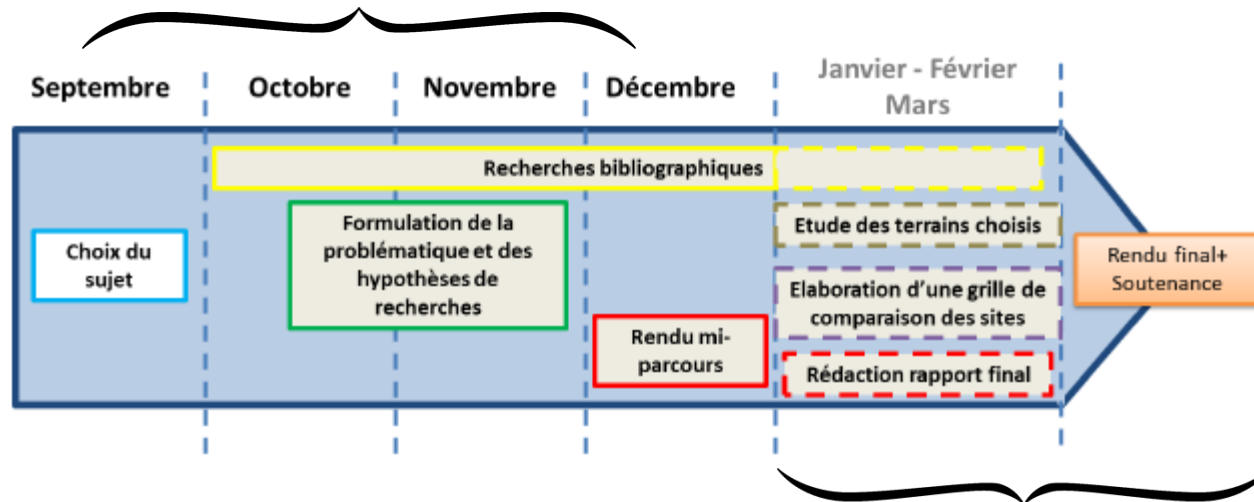 Septembre
Octobre
Novembre
Décembre
Janvier - Février
Mars
Recherches bibliographiques
Choix du
sujet
Formulation de la
problématique et des
hypothèses de
recherches
Rendu mi-
parcours
Etude des terrains choisis
Elaboration d'une grille de
comparaison des sites
Rédaction rapport final
Rendu final+
Soutenance